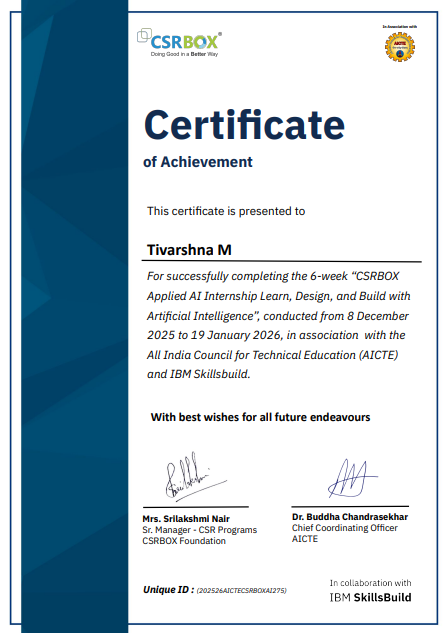 In Association with
CSRBOX
Doing Good in a Better Way
AICTE
Certificate
of Achievement
This certificate is presented to
Tivarshna M
For successfully completing the 6-week “CSRBOX
Applied AI Internship Learn, Design, and Build with
Artificial Intelligence”, conducted from 8 December
2025 to 19 January 2026, in association with the
All India Council for Technical Education (AICTE)
and IBM Skillsbuild.
With best wishes for all future endeavours
Mrs. Srilakshmi Nair
Sr. Manager - CSR Programs
CSRBOX Foundation
Dr. Buddha Chandrasekhar
Chief Coordinating Officer
AICTE
Unique ID : (202526AICTECSRBOXAI275)
In collaboration with
IBM SkillsBuild